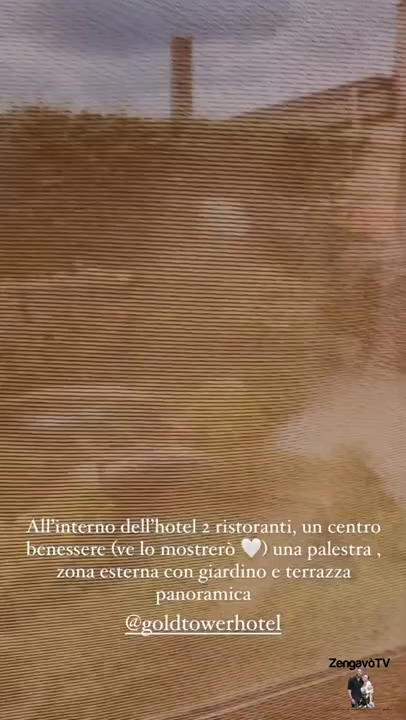 All'interno dell'hotel 2 ristoranti, un centro
benessere (ve lo mostrerò 🤍) una palestra ,
zona esterna con giardino e terrazza
panoramica
@goldtowerhotel
ZengavòTV